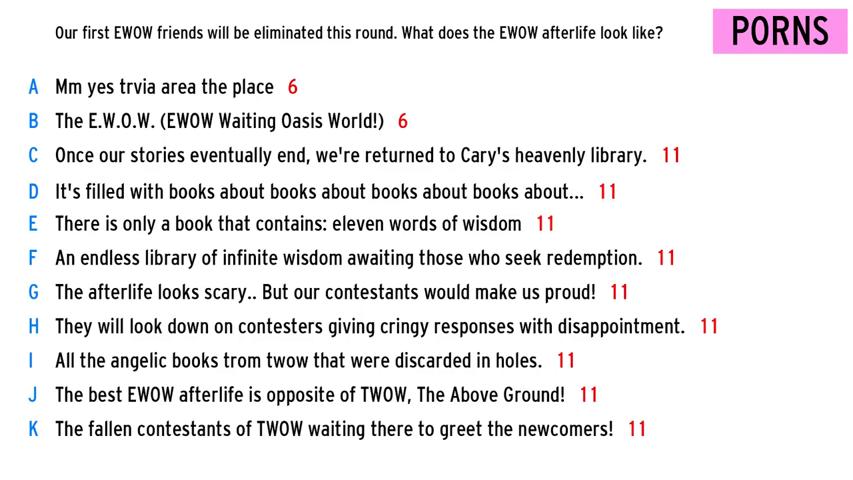 Our first EWOW friends will be eliminated this round. What does the EWOW afterlife look like?
PORNS
A Mm yes trvia area the place 6
B The E.W.O.W. (EWOW Waiting Oasis World!) 6
C Once our stories eventually end, we're returned to Cary's heavenly library. 11
D It's filled with books about books about books about books about... 11
E There is only a book that contains: eleven words of wisdom 11
F An endless library of infinite wisdom awaiting those who seek redemption. 11
G The afterlife looks scary.. But our contestants would make us proud! 11
H They will look down on contesters giving cringy responses with disappointment. 11
I All the angelic books trom twow that were discarded in holes. 11
J The best EWOW afterlife is opposite of TWOW, The Above Ground! 11
K The fallen contestants of TWOW waiting there to greet the newcomers! 11